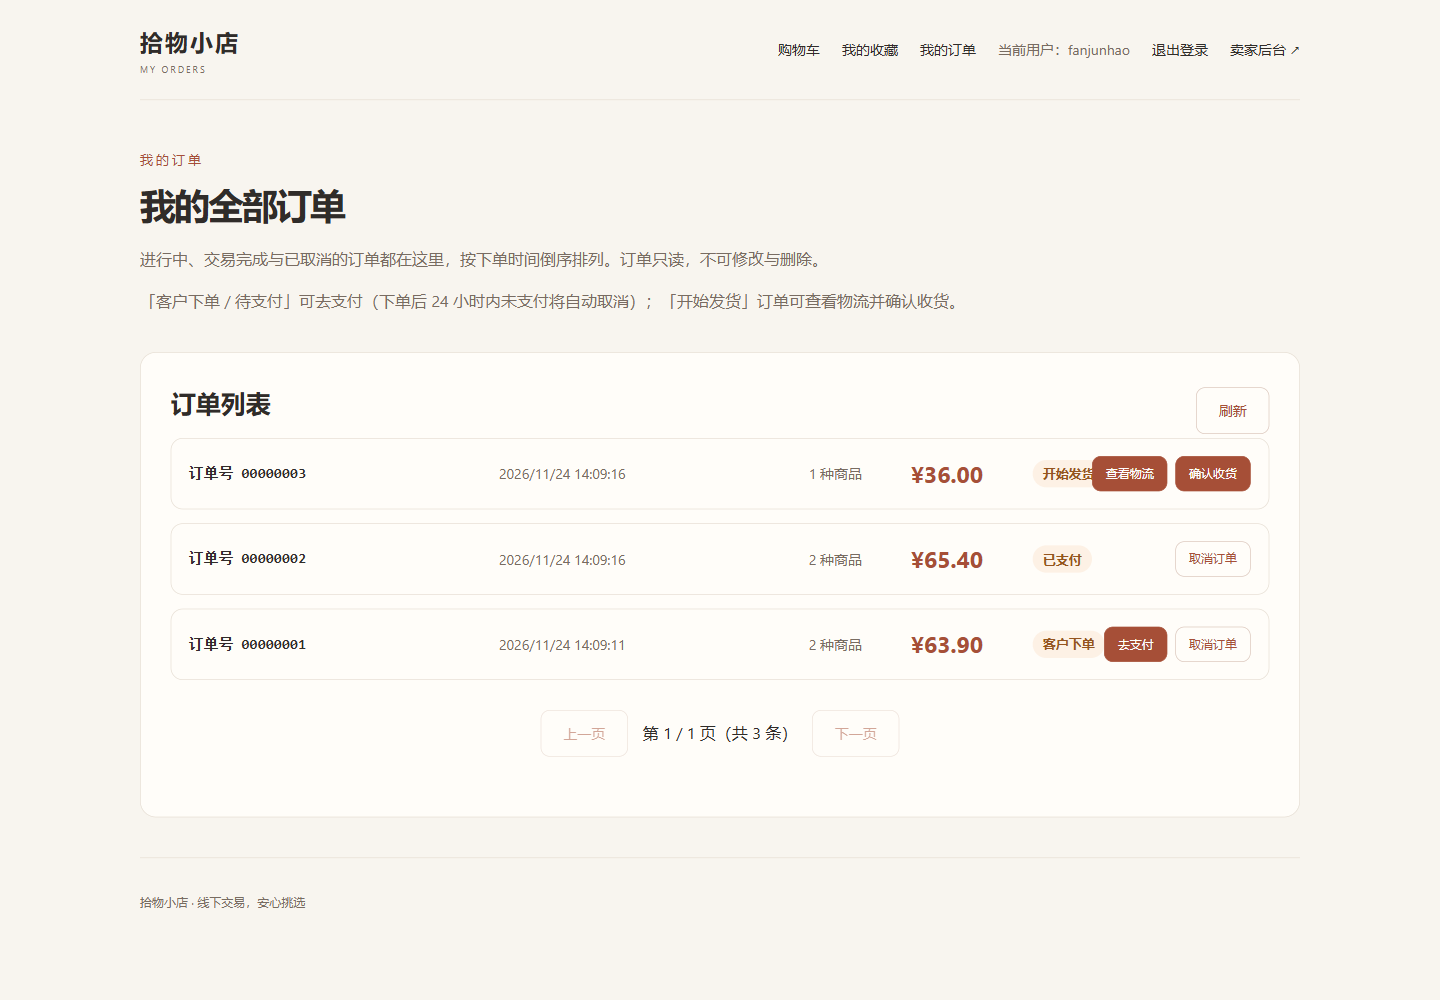 拾物小店
MY ORDERS
购物车 我的收藏 我的订单 当前用户：fanjunhao 退出登录 卖家后台 ↗
我的订单
我的全部订单
进行中、交易完成与已取消的订单都在这里，按下单时间倒序排列。订单只读，不可修改与删除。
「客户下单 / 待支付」可去支付（下单后 24 小时内未支付将自动取消）；「开始发货」订单可查看物流并确认收货。
订单列表
刷新
订单号 00000003 2026/11/24 14:09:16 1 种商品 ¥36.00 开始发货 查看物流 确认收货
订单号 00000002 2026/11/24 14:09:16 2 种商品 ¥65.40 已支付 取消订单
订单号 00000001 2026/11/24 14:09:11 2 种商品 ¥63.90 客户下单 去支付 取消订单
上一页 第 1 / 1 页（共 3 条） 下一页
拾物小店 · 线下交易，安心挑选